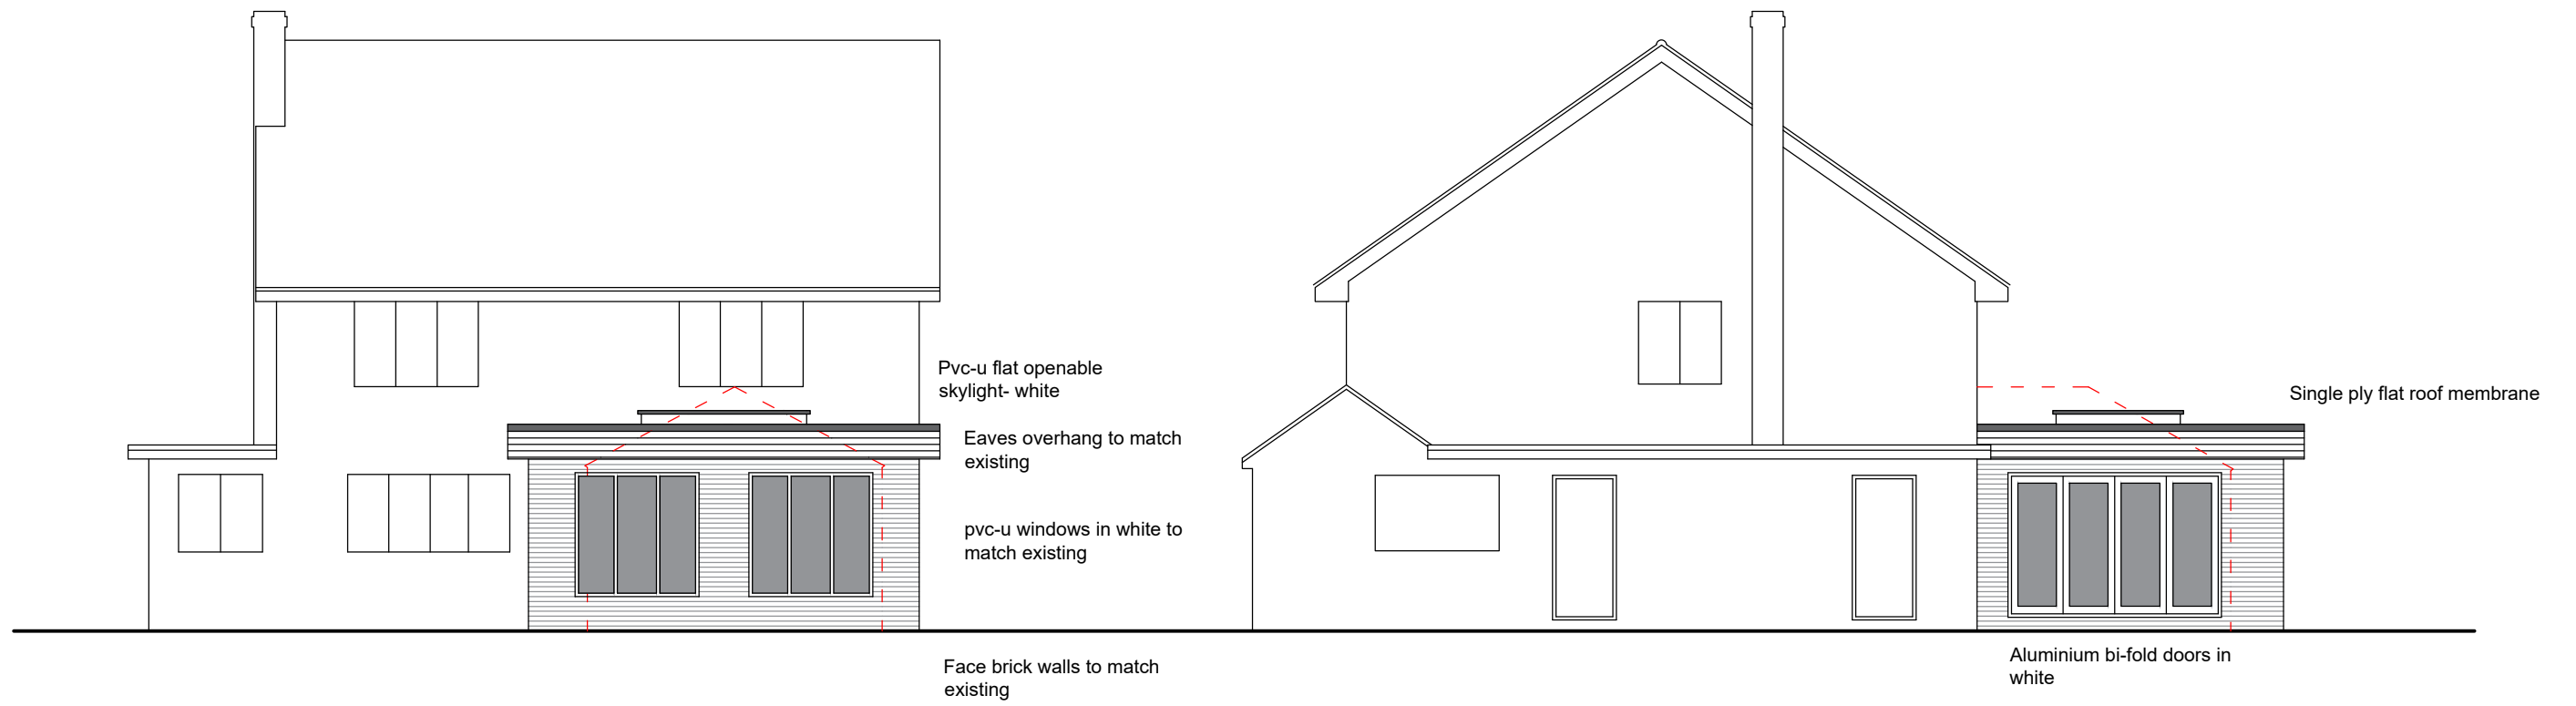 Pvc-u flat openable
skylight- white
Eaves overhang to match
existing
pvc-u windows in white to
match existing
Face brick walls to match
existing
Single ply flat roof membrane
Aluminium bi-fold doors in
white